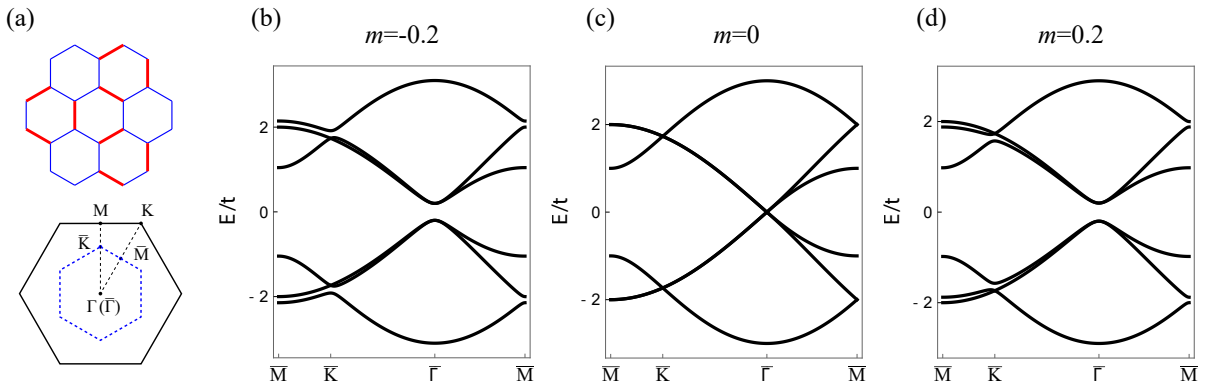 (a)
M
K
K̅
M̅
Γ (Γ̅)
(b)
m=-0.2
E/t
2
0
- 2
M̅
K̅
Γ̅
M̅
(c)
m=0
E/t
2
0
- 2
M
K
Γ
M
(d)
m=0.2
E/t
2
0
- 2
M̅
K̅
Γ̅
M̅